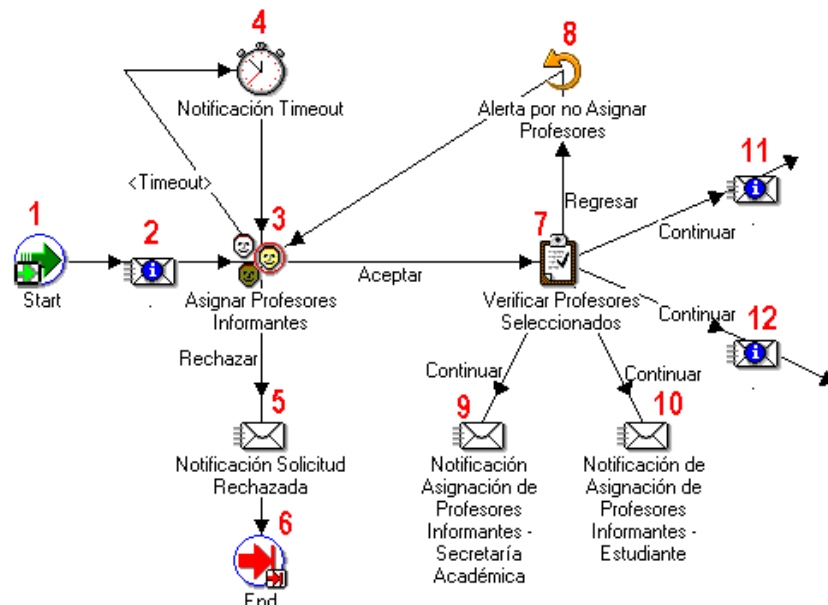 4
Notificación Timeout
8
Alerta por no Asignar
Profesores
<Timeout>
11
Regresar
Continuar
1
Start
2
.
3
Asignar Profesores
Informantes
Aceptar
7
Verificar Profesores
Seleccionados
.
Continuar
12
.
Rechazar
Continuar
Continuar
5
Notificación Solicitud
Rechazada
9
Notificación
Asignación de
Profesores
Informantes -
Secretaría
Académica
10
Notificación de
Asignación de
Profesores
Informantes -
Estudiante
6
End